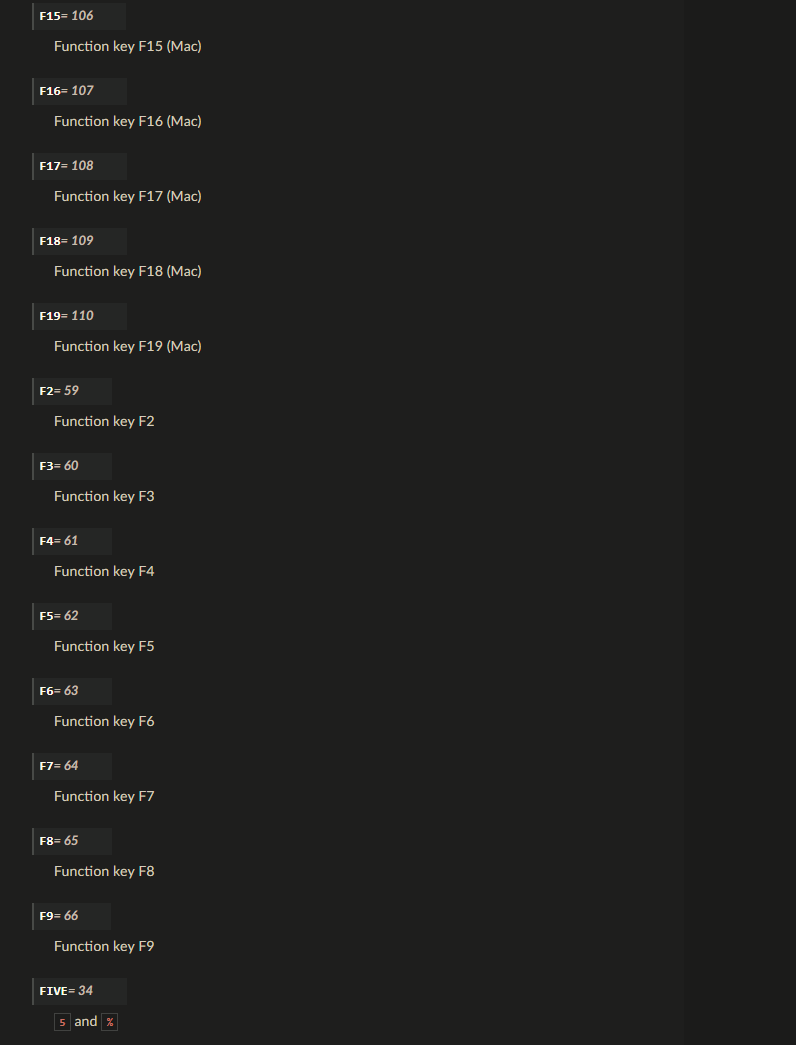 F15= 106
Function key F15 (Mac)
F16= 107
Function key F16 (Mac)
F17= 108
Function key F17 (Mac)
F18= 109
Function key F18 (Mac)
F19= 110
Function key F19 (Mac)
F2= 59
Function key F2
F3= 60
Function key F3
F4= 61
Function key F4
F5= 62
Function key F5
F6= 63
Function key F6
F7= 64
Function key F7
F8= 65
Function key F8
F9= 66
Function key F9
FIVE= 34
5 and %